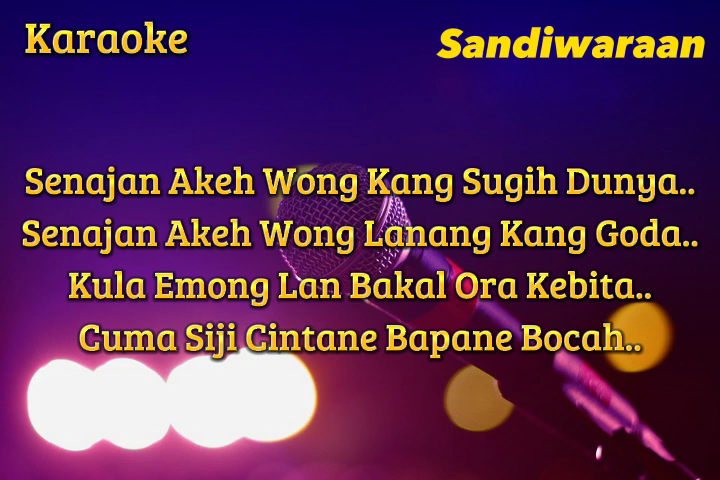 Karaoke
Sandiwaraan
Senajan Akeh Wong Kang Sugih Dunya..
Senajan Akeh Wong Lanang Kang Goda..
Kula Emong Lan Bakal Ora Kebita..
Cuma Siji Cintane Bapane Bocah..